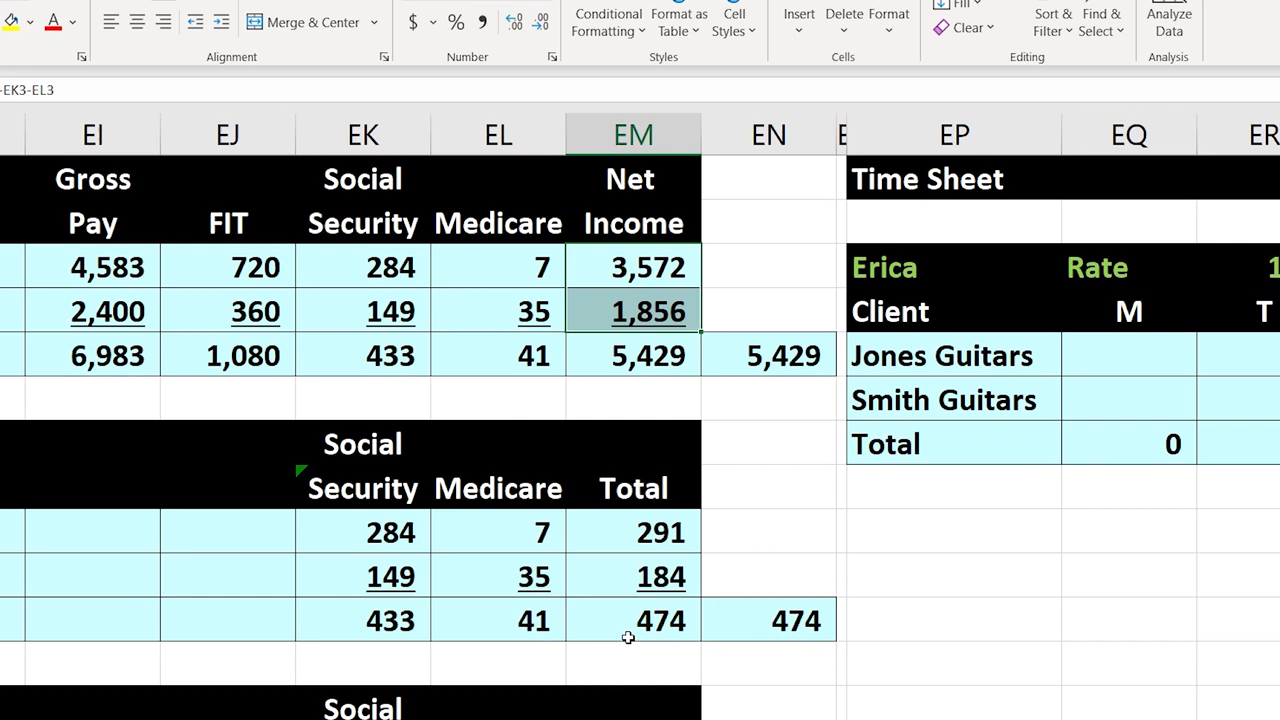 Merge & Center
$ % ,
Conditional Formatting
Format as Table
Cell Styles
Insert Delete Format
Fill
Clear
Sort & Filter
Find & Select
Analyze Data
Alignment Number Styles Cells Editing Analysis
-EK3-EL3
EI EJ EK EL EM EN EP EQ ER
Gross Social Net Time Sheet
Pay FIT Security Medicare Income
4,583 720 284 7 3,572 Erica Rate 1
2,400 360 149 35 1,856 Client M T
6,983 1,080 433 41 5,429 5,429 Jones Guitars
Smith Guitars
Social Total 0
Security Medicare Total
284 7 291
149 35 184
433 41 474 474
Social